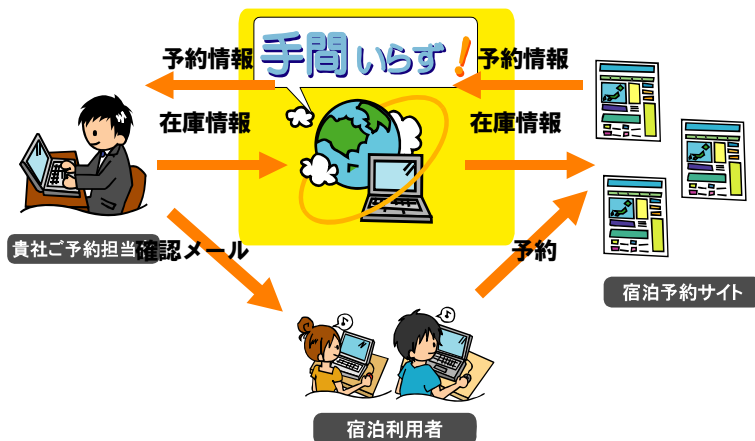 手間いらず!
予約情報
予約情報
在庫情報
在庫情報
貴社ご予約担当
確認メール
予約
宿泊予約サイト
宿泊利用者